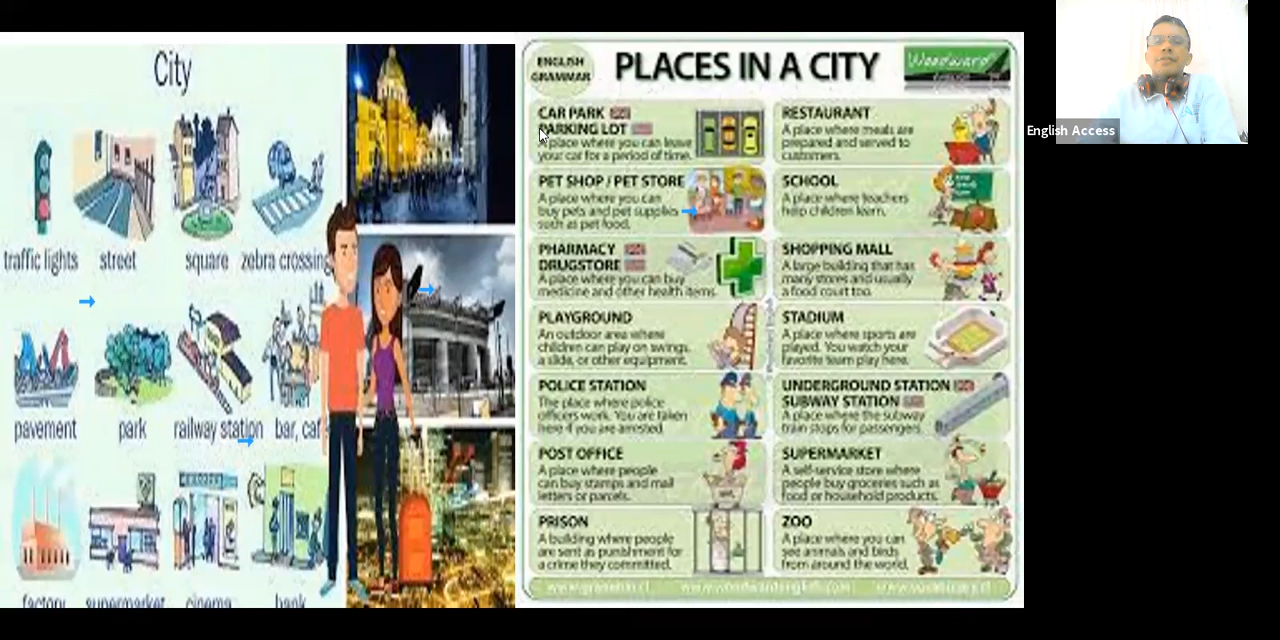 City
traffic lights
street
square
zebra crossing
pavement
park
railway station
bar, caf
factory
supermarket
cinema
bank
ENGLISH
GRAMMAR
PLACES IN A CITY
Woodward
ENGLISH
CAR PARK
PARKING LOT
A place where you can leave
your car for a period of time.
PET SHOP / PET STORE
A place where you can
buy pets and pet supplies
such as pet food.
PHARMACY
DRUGSTORE
A place where you can buy
medicine and other health items.
PLAYGROUND
An outdoor area where
children can play on swings,
a slide, or other equipment.
POLICE STATION
The place where police
officers work. You are taken
here if you are arrested.
POST OFFICE
A place where people
can buy stamps and mail
letters or parcels.
PRISON
A building where people
are sent as punishment for
a crime they committed.
RESTAURANT
A place where meals are
prepared and served to
customers.
SCHOOL
A place where teachers
help children learn.
SHOPPING MALL
A large building that has
many stores and usually
a food court too.
STADIUM
A place where sports are
played. You watch your
favorite team play here.
UNDERGROUND STATION
SUBWAY STATION
A place where the subway
train stops for passengers.
SUPERMARKET
A self-service store where
people buy groceries such as
food or household products.
ZOO
A place where you can
see animals and birds
from around the world.
www.grammar.cl
www.woodwardenglish.com
www.vocabulary.cl
English Access